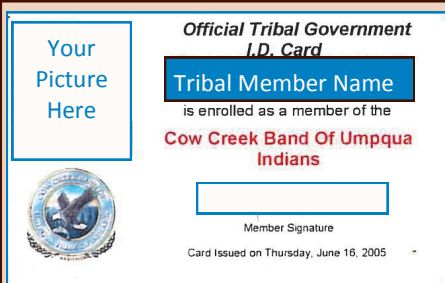 Official Tribal Government
I.D. Card
Your
Picture
Here
Tribal Member Name
is enrolled as a member of the
Cow Creek Band Of Umpqua
Indians
Member Signature
Card Issued on Thursday, June 16, 2005